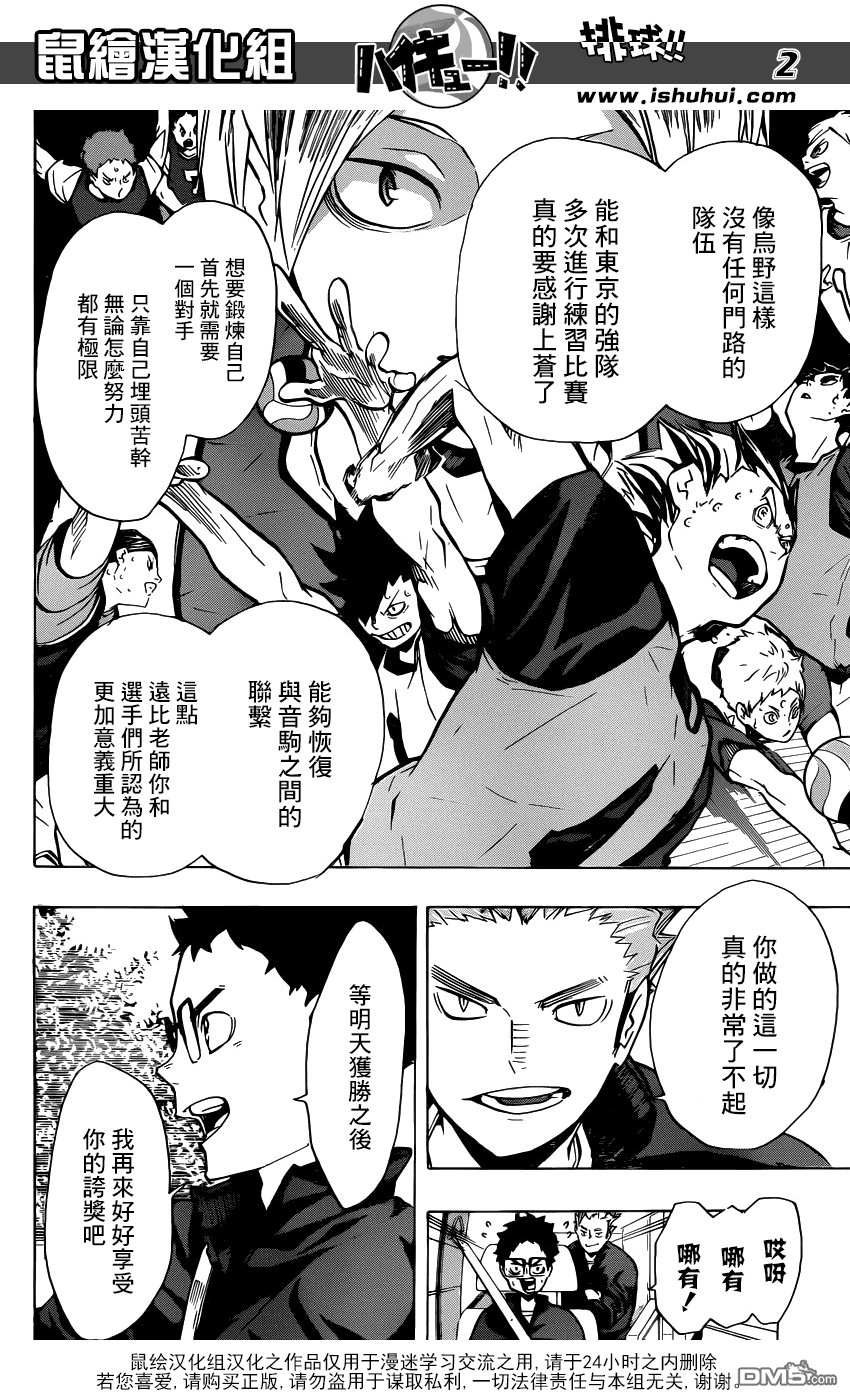 鼠繪漢化組
ハイキュー!!
排球!!
2
www.ishuhui.com
像烏野這樣
沒有任何門路的
隊伍
能和東京的強隊
多次進行練習比賽
真的要感謝上蒼了
想要鍛煉自己
首先就需要
一個對手
只靠自己埋頭苦幹
無論怎麼努力
都有極限
能夠恢復
與音駒之間的
聯繫
這點
遠比老師你和
選手們所認為的
更加意義重大
你做的這一切
真的非常了不起
等明天獲勝之後
我再來好好享受
你的誇獎吧
哎呀
哪有
哪有!
鼠绘汉化组汉化之作品仅用于漫迷学习交流之用,请于24小时之内删除
若您喜爱,请购买正版,请勿盗用于谋取私利,一切法律责任与本组无关,谢谢。
DM5.com